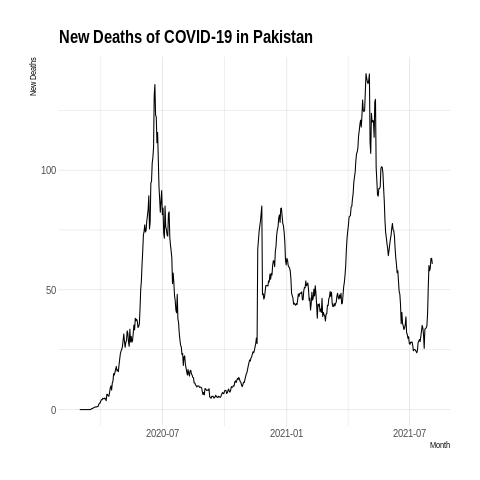 New Deaths of COVID-19 in Pakistan
New Deaths
100
50
0
2020-07 2021-01 2021-07
Month